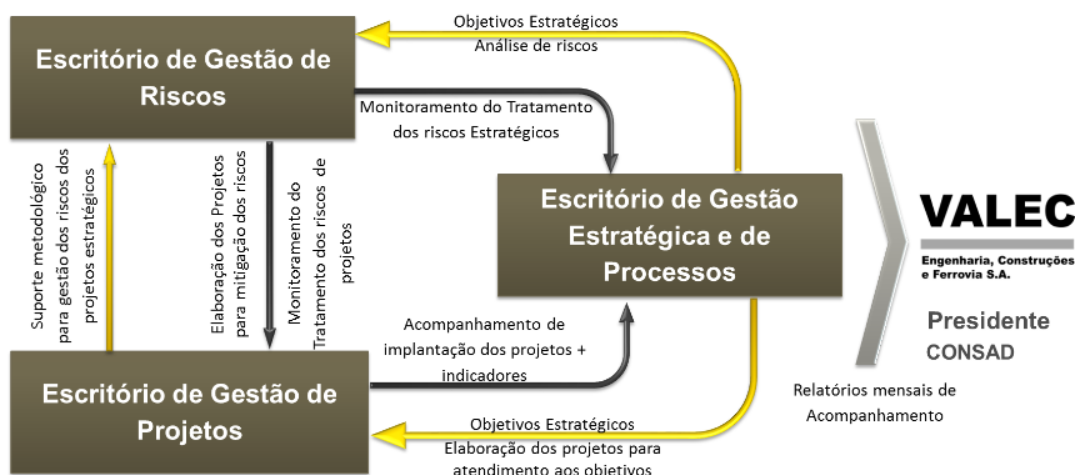 Objetivos Estratégicos
Análise de riscos
Escritório de Gestão de
Riscos
Monitoramento do Tratamento
dos riscos Estratégicos
Suporte metodológico
para gestão dos riscos dos
projetos estratégicos
Elaboração dos Projetos
para mitigação dos riscos
Monitoramento do
Tratamento dos riscos de
projetos
Escritório de Gestão
Estratégica e de
Processos
VALEC
Engenharia, Construções
e Ferrovia S.A.
Presidente
CONSAD
Relatórios mensais de
Acompanhamento
Acompanhamento de
implantação dos projetos +
indicadores
Escritório de Gestão de
Projetos
Objetivos Estratégicos
Elaboração dos projetos para
atendimento aos objetivos